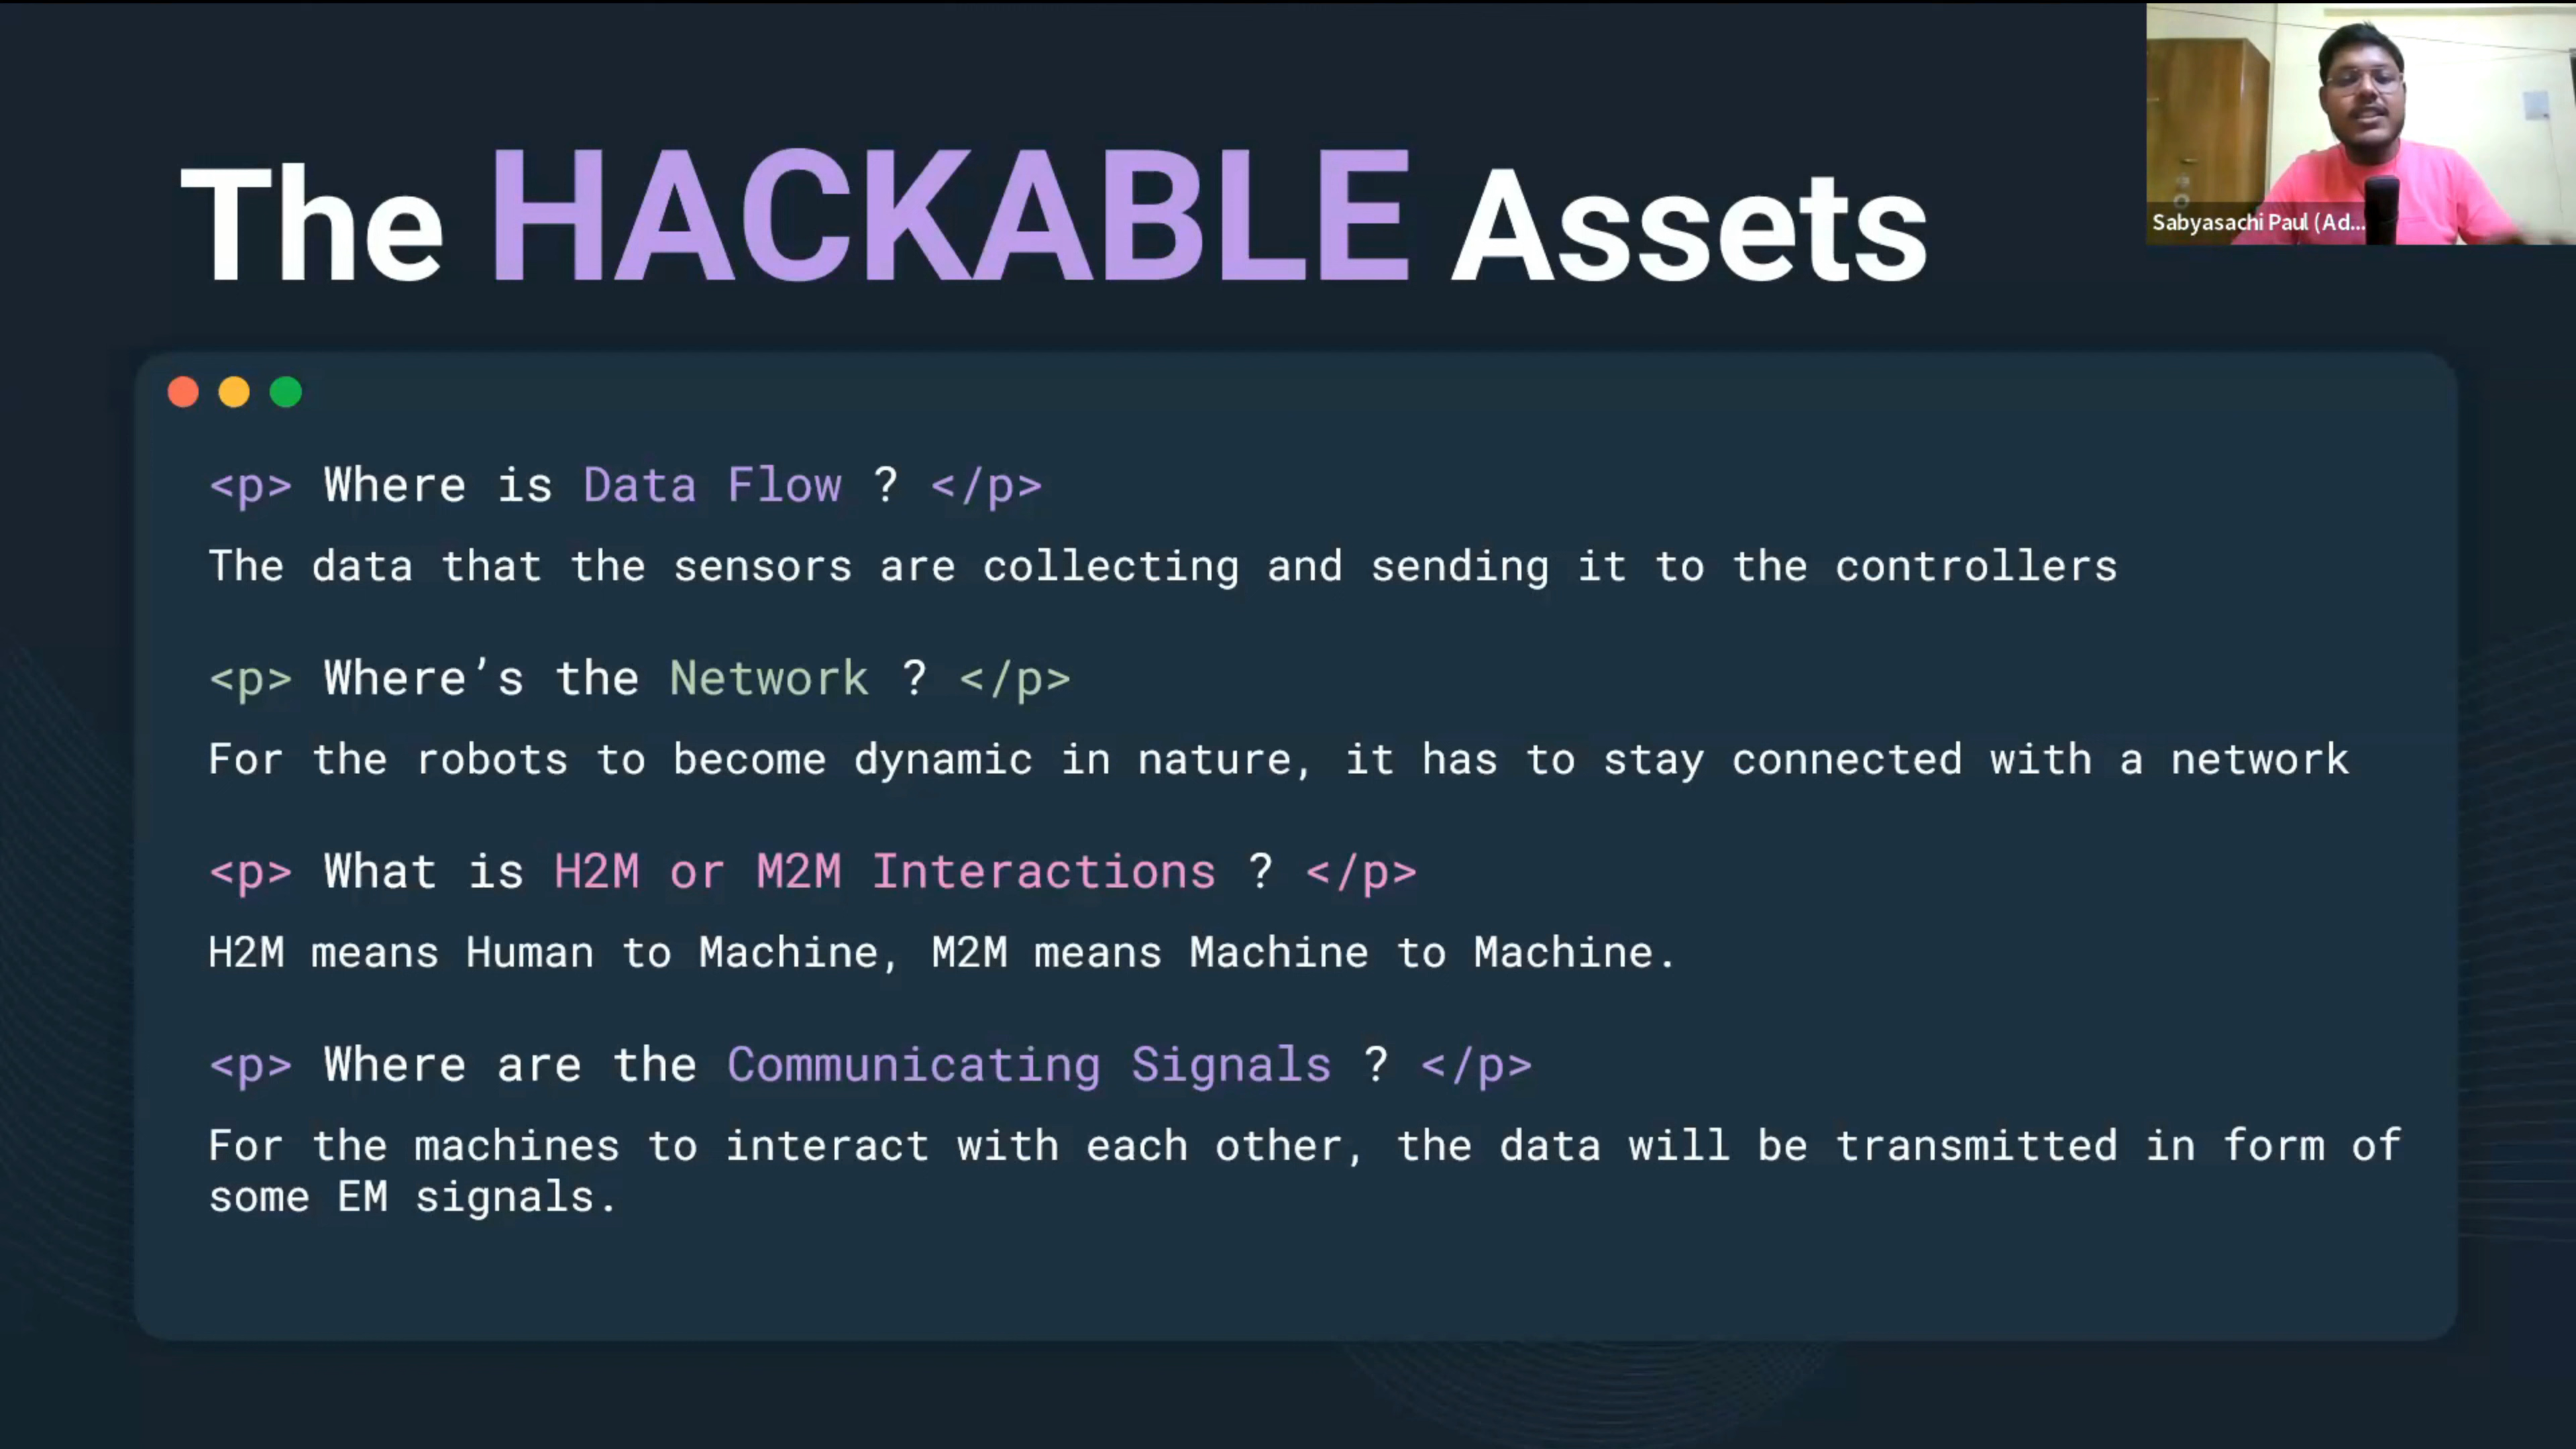 The HACKABLE Assets
Sabyasachi Paul (Ad...
<p> Where is Data Flow ? </p>
The data that the sensors are collecting and sending it to the controllers
<p> Where’s the Network ? </p>
For the robots to become dynamic in nature, it has to stay connected with a network
<p> What is H2M or M2M Interactions ? </p>
H2M means Human to Machine, M2M means Machine to Machine.
<p> Where are the Communicating Signals ? </p>
For the machines to interact with each other, the data will be transmitted in form of
some EM signals.